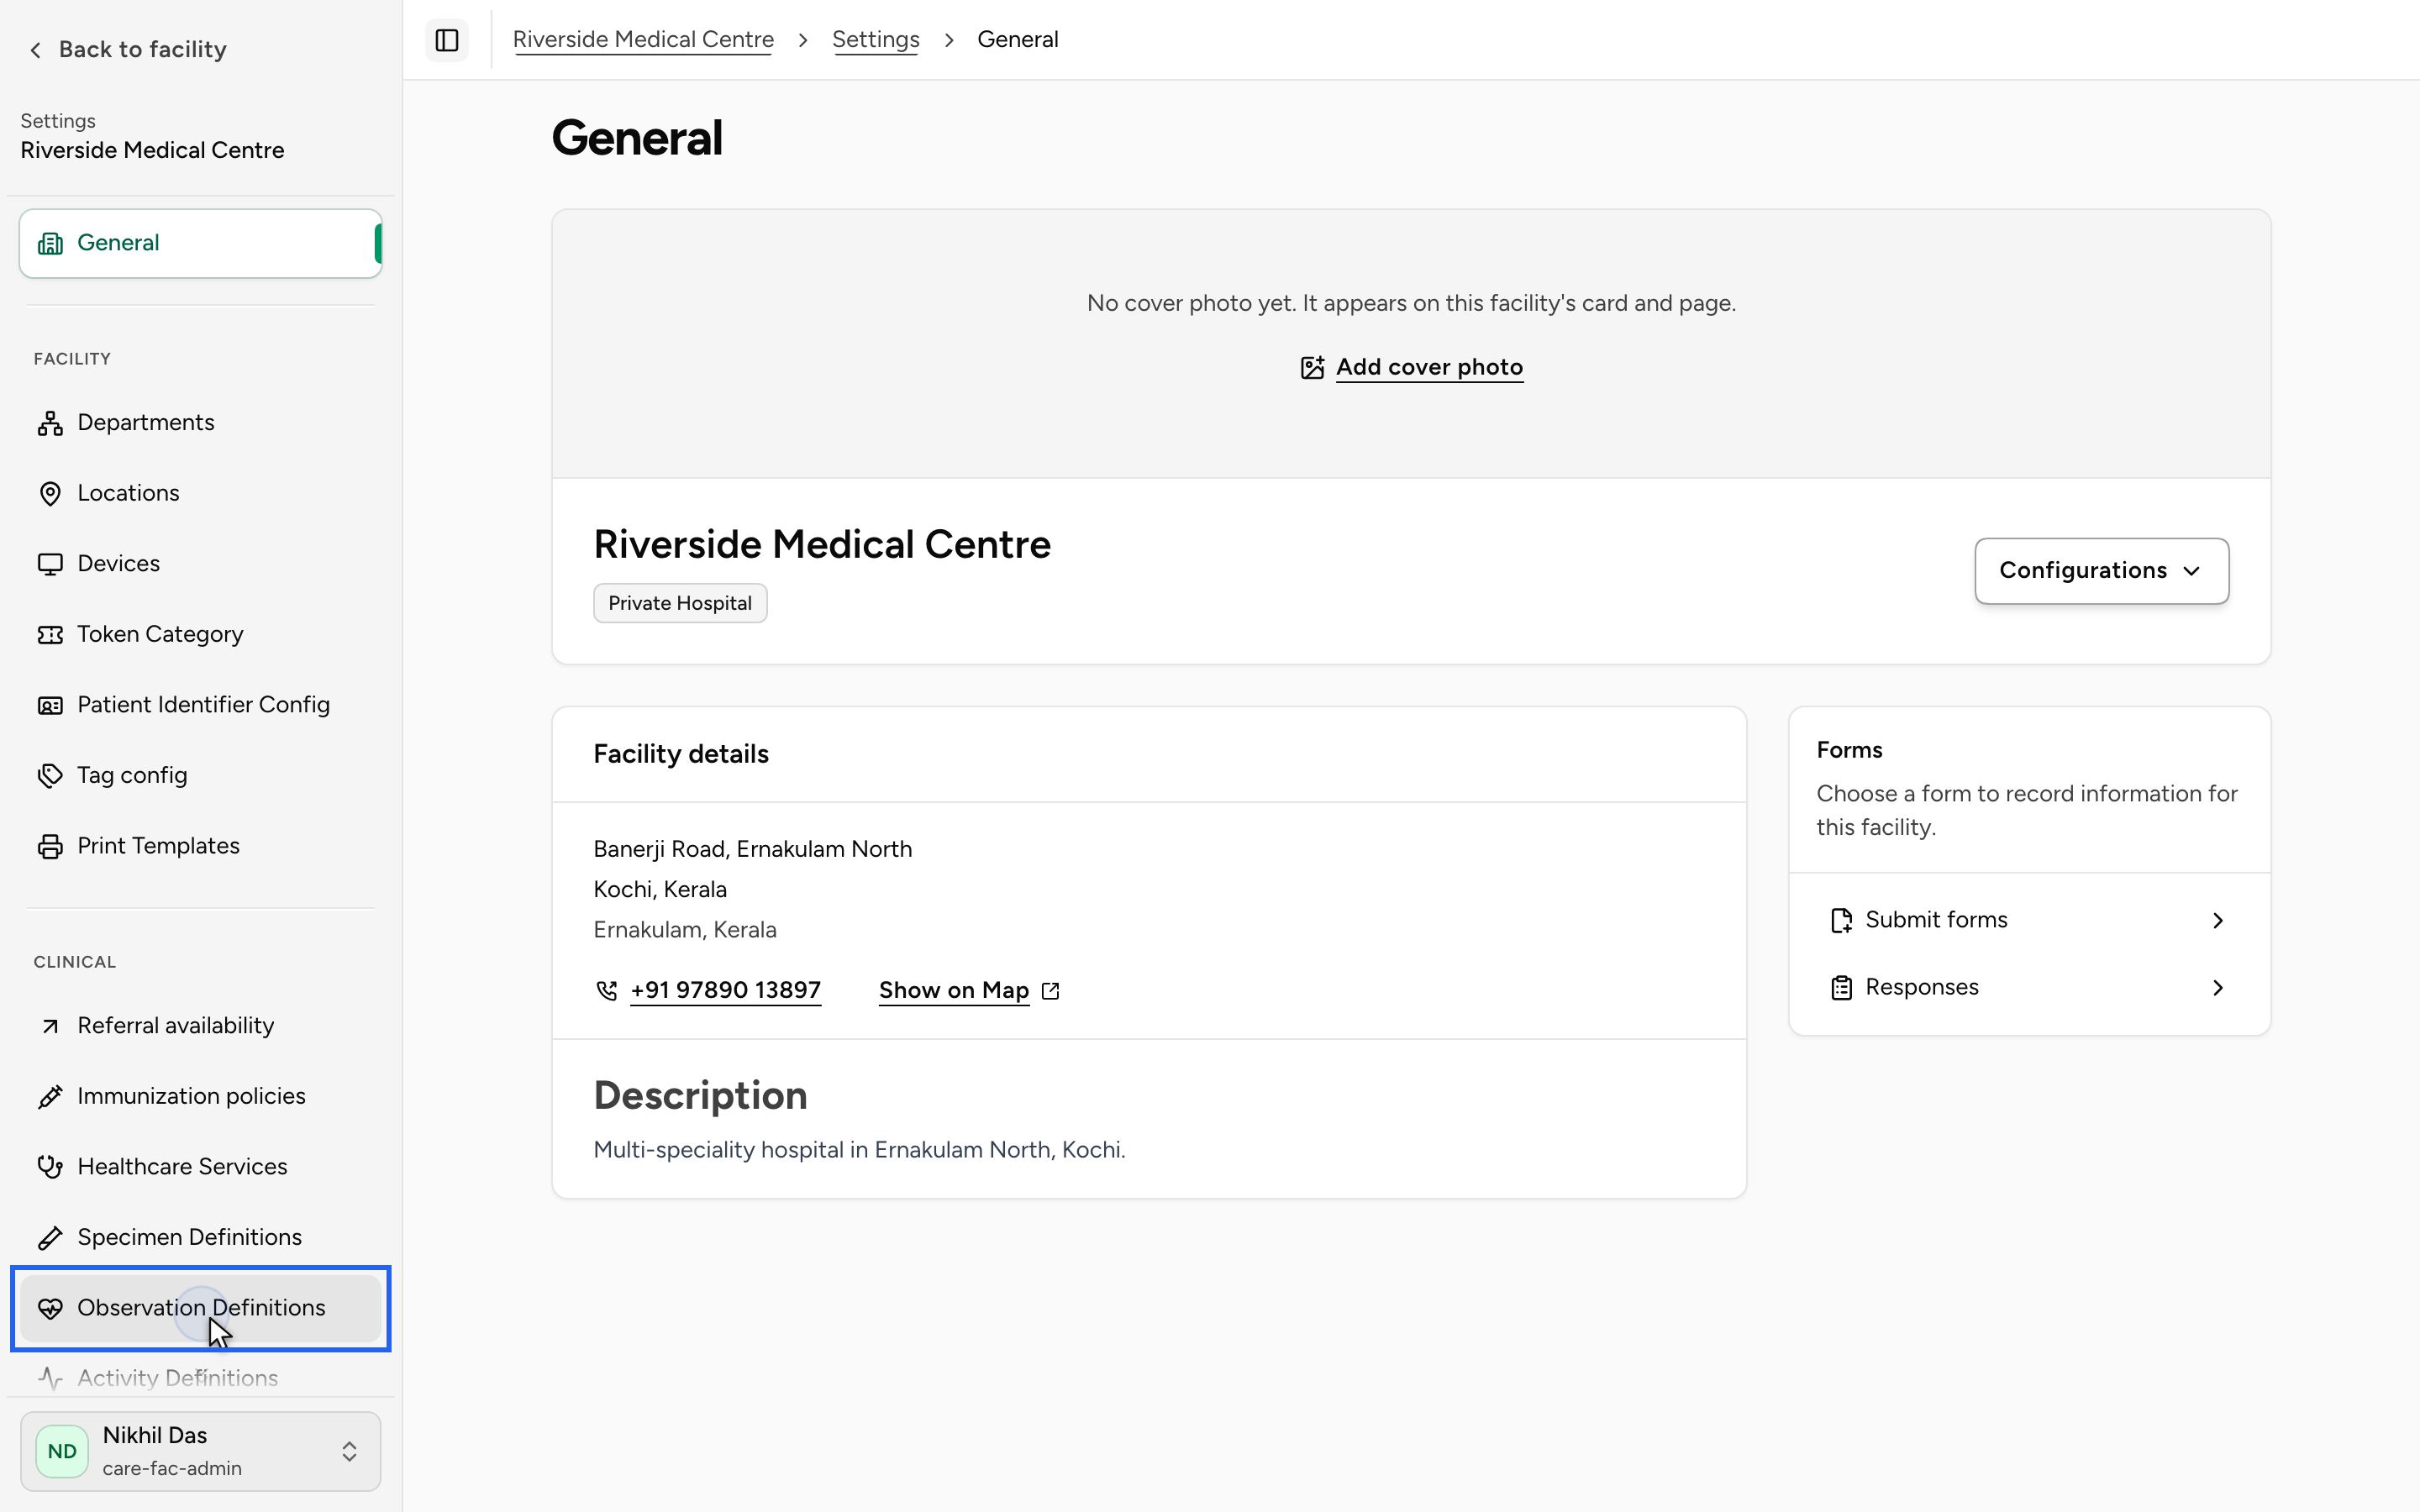 Back to facility
Settings
Riverside Medical Centre
General
FACILITY
Departments
Locations
Devices
Token Category
Patient Identifier Config
Tag config
Print Templates
CLINICAL
Referral availability
Immunization policies
Healthcare Services
Specimen Definitions
Observation Definitions
Activity Definitions
ND
Nikhil Das
care-fac-admin
Riverside Medical Centre > Settings > General
General
No cover photo yet. It appears on this facility's card and page.
Add cover photo
Riverside Medical Centre
Private Hospital
Configurations
Facility details
Banerji Road, Ernakulam North
Kochi, Kerala
Ernakulam, Kerala
+91 97890 13897
Show on Map
Description
Multi-speciality hospital in Ernakulam North, Kochi.
Forms
Choose a form to record information for
this facility.
Submit forms
Responses